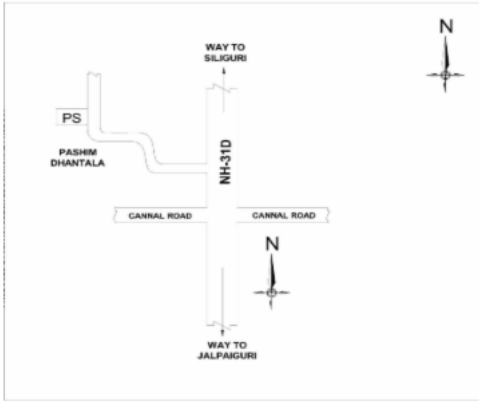 WAY TO
SILIGURI
N
PS
PASHIM
DHANTALA
NH-31D
CANNAL ROAD
CANNAL ROAD
N
WAY TO
JALPAIGURI